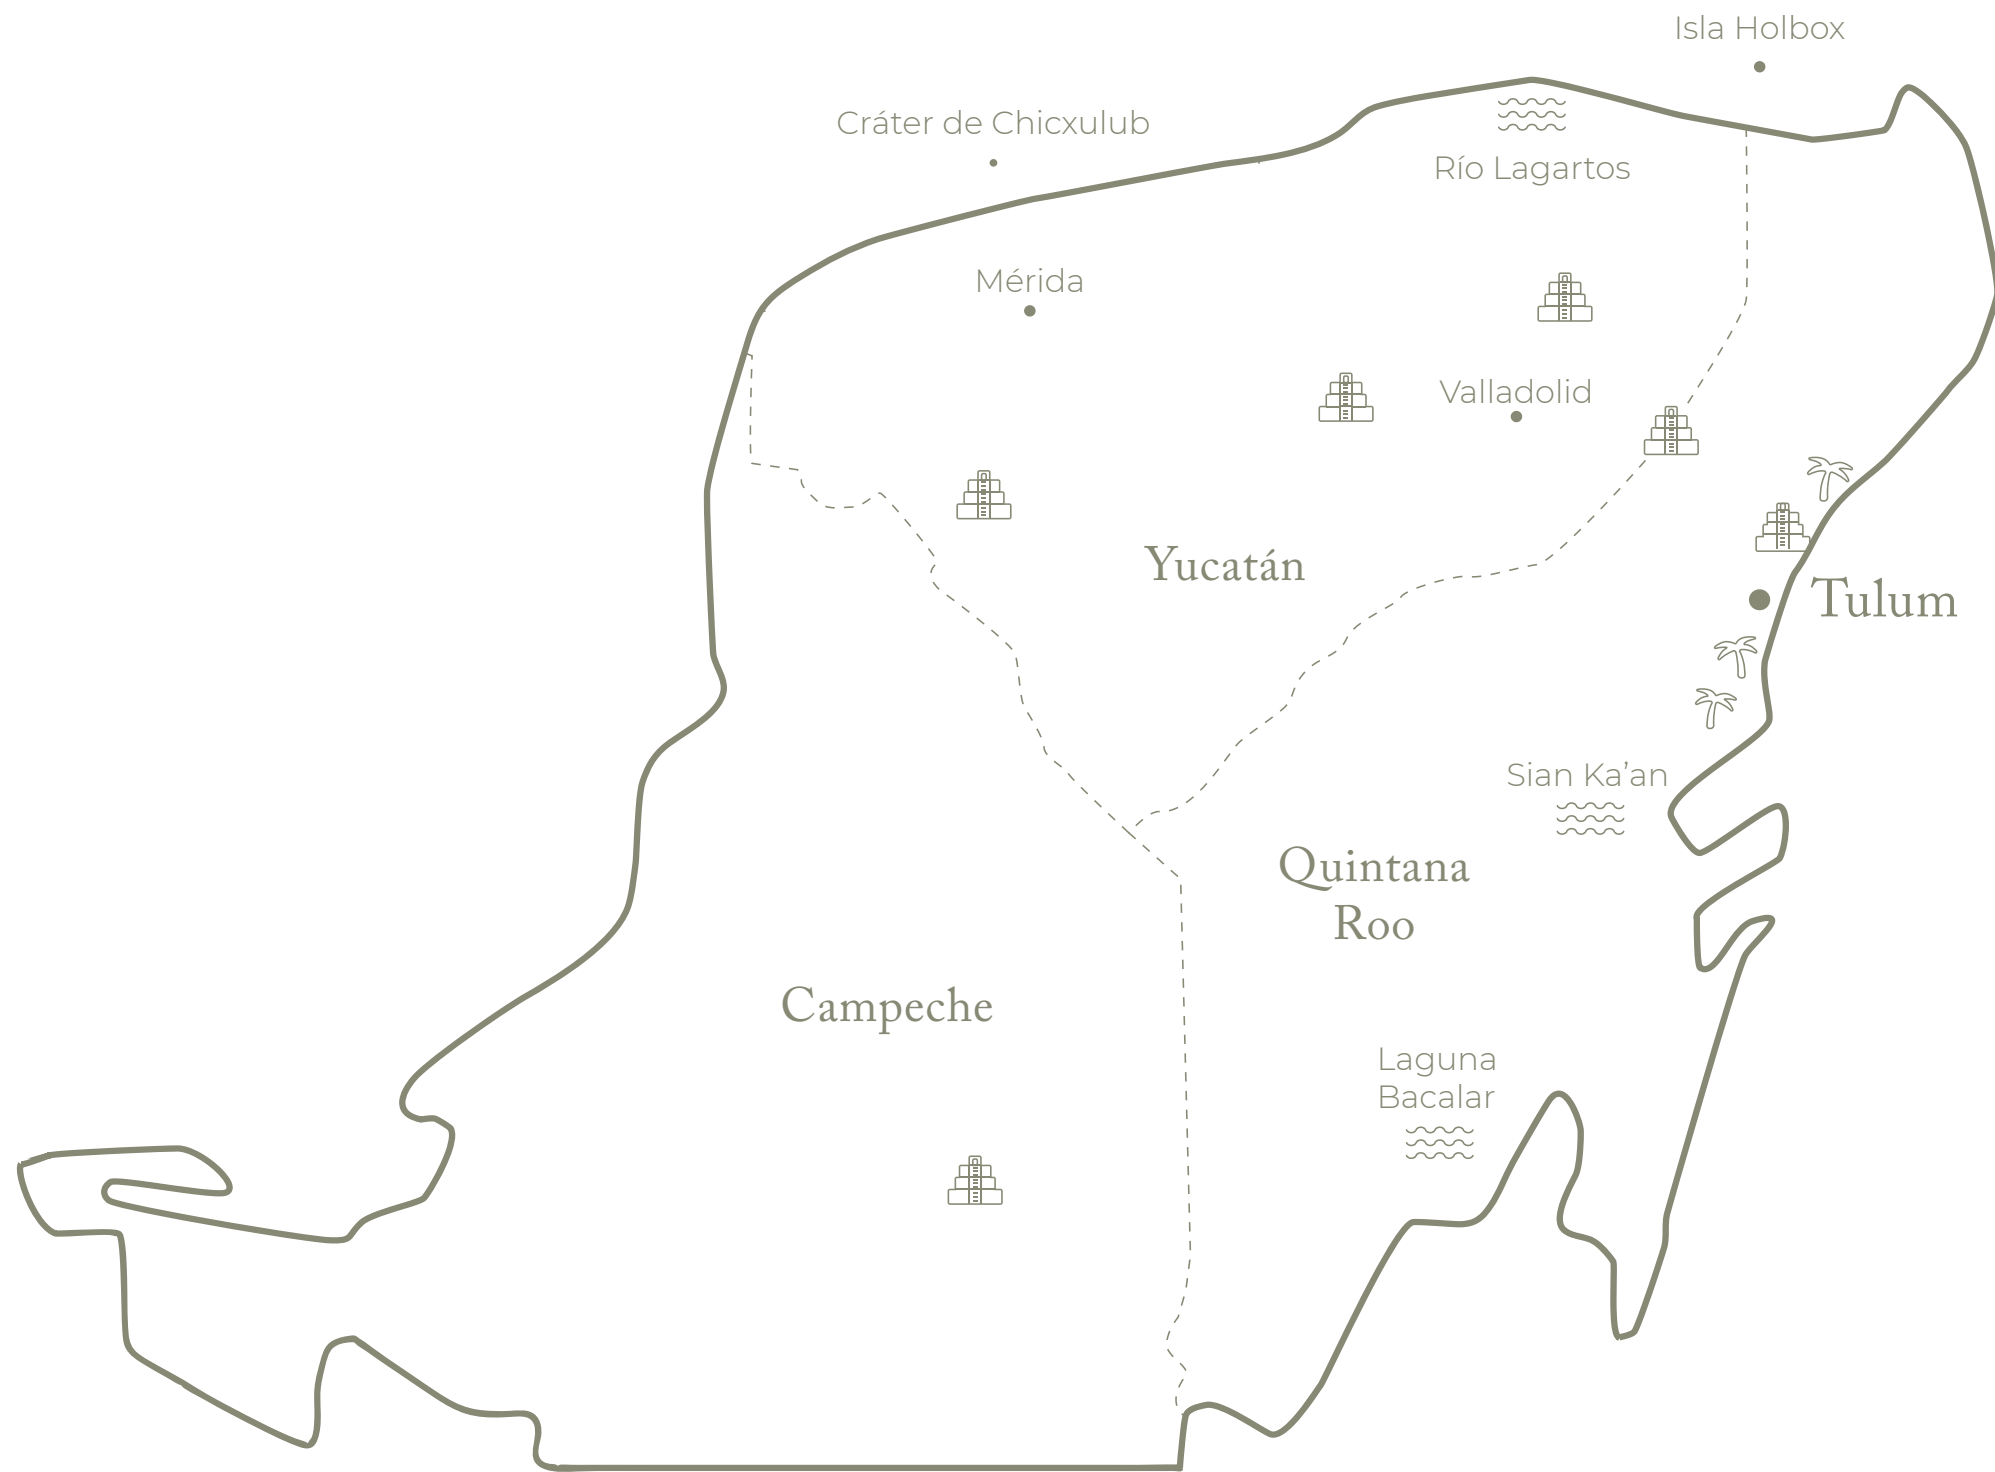 Isla Holbox
Cráter de Chicxulub
Río Lagartos
Mérida
Valladolid
Yucatán
Tulum
Sian Ka’an
Quintana
Roo
Campeche
Laguna
Bacalar